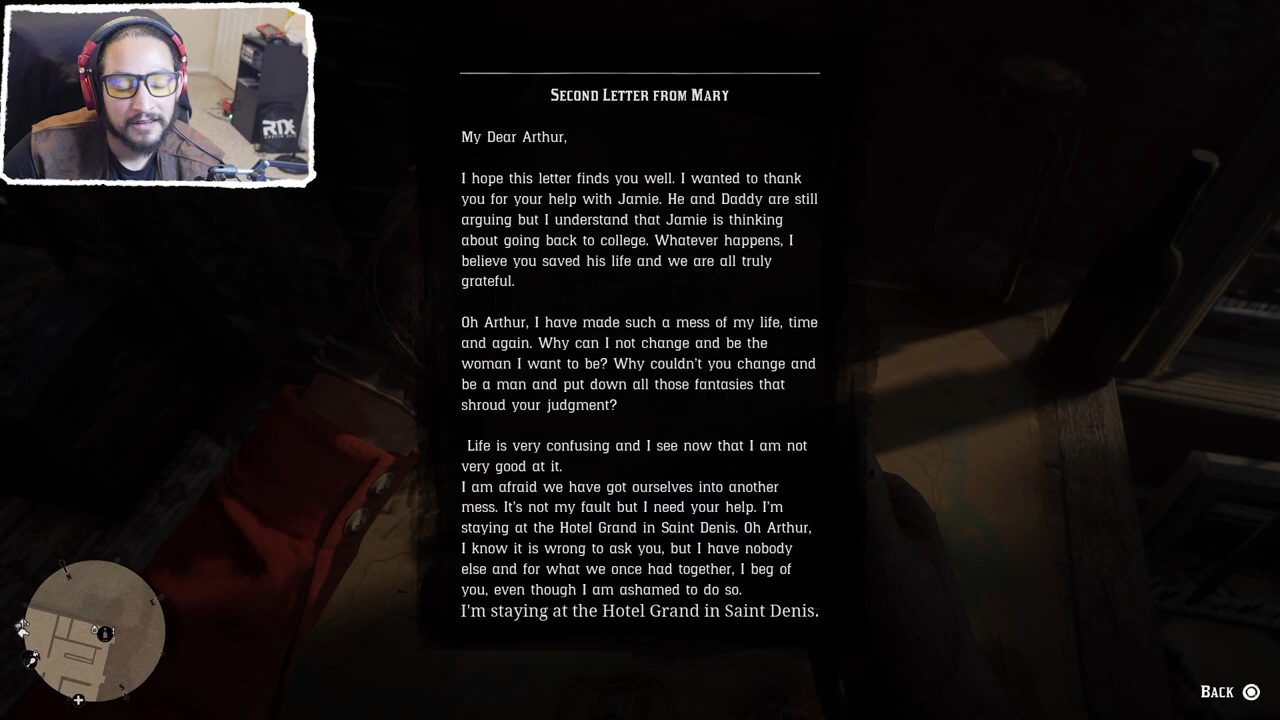 RTX
SECOND LETTER FROM MARY
My Dear Arthur,
I hope this letter finds you well. I wanted to thank
you for your help with Jamie. He and Daddy are still
arguing but I understand that Jamie is thinking
about going back to college. Whatever happens, I
believe you saved his life and we are all truly
grateful.
Oh Arthur, I have made such a mess of my life, time
and again. Why can I not change and be the
woman I want to be? Why couldn't you change and
be a man and put down all those fantasies that
shroud your judgment?
Life is very confusing and I see now that I am not
very good at it.
I am afraid we have got ourselves into another
mess. It's not my fault but I need your help. I'm
staying at the Hotel Grand in Saint Denis. Oh Arthur,
I know it is wrong to ask you, but I have nobody
else and for what we once had together, I beg of
you, even though I am ashamed to do so.
I'm staying at the Hotel Grand in Saint Denis.
BACK